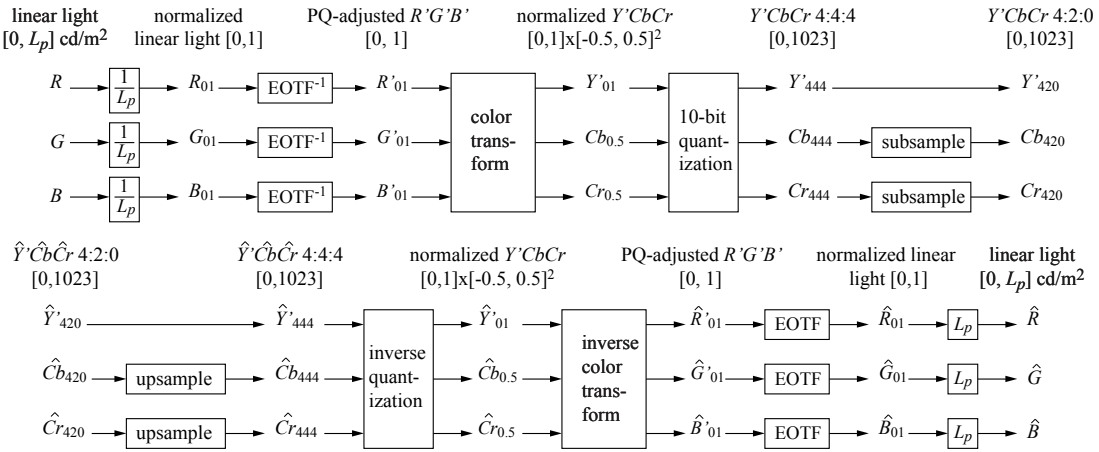 linear light normalized PQ-adjusted R'G'B' normalized Y'CbCr Y'CbCr 4:4:4 Y'CbCr 4:2:0
[0, Lₚ] cd/m² linear light [0,1] [0, 1] [0,1]x[-0.5, 0.5]² [0,1023] [0,1023]
R 1/Lₚ R₀₁ EOTF⁻¹ R'₀₁ Y'₀₁ Y'₄₄₄ Y'₄₂₀
G 1/Lₚ G₀₁ EOTF⁻¹ G'₀₁ color transform Cb₀.₅ 10-bit quant-ization Cb₄₄₄ subsample Cb₄₂₀
B 1/Lₚ B₀₁ EOTF⁻¹ B'₀₁ Cr₀.₅ Cr₄₄₄ subsample Cr₄₂₀
Ŷ'ĈbĈr 4:2:0 Ŷ'ĈbĈr 4:4:4 normalized Y'CbCr PQ-adjusted R'G'B' normalized linear linear light
[0,1023] [0,1023] [0,1]x[-0.5, 0.5]² [0, 1] light [0,1] [0, Lₚ] cd/m²
Ŷ'₄₂₀ Ŷ'₄₄₄ Ŷ'₀₁ R̂'₀₁ EOTF R̂₀₁ Lₚ R̂
Ĉb₄₂₀ upsample Ĉb₄₄₄ inverse quant-ization Ĉb₀.₅ inverse color trans-form Ĝ'₀₁ EOTF Ĝ₀₁ Lₚ Ĝ
Ĉr₄₂₀ upsample Ĉr₄₄₄ Ĉr₀.₅ B̂'₀₁ EOTF B̂₀₁ Lₚ B̂